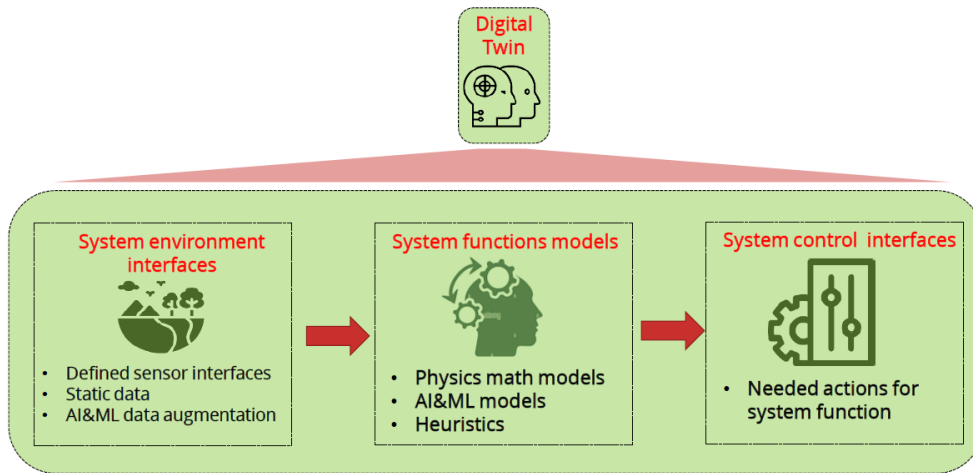 Digital
Twin
System environment
interfaces
• Defined sensor interfaces
• Static data
• AI&ML data augmentation
System functions models
• Physics math models
• AI&ML models
• Heuristics
System control interfaces
• Needed actions for
system function